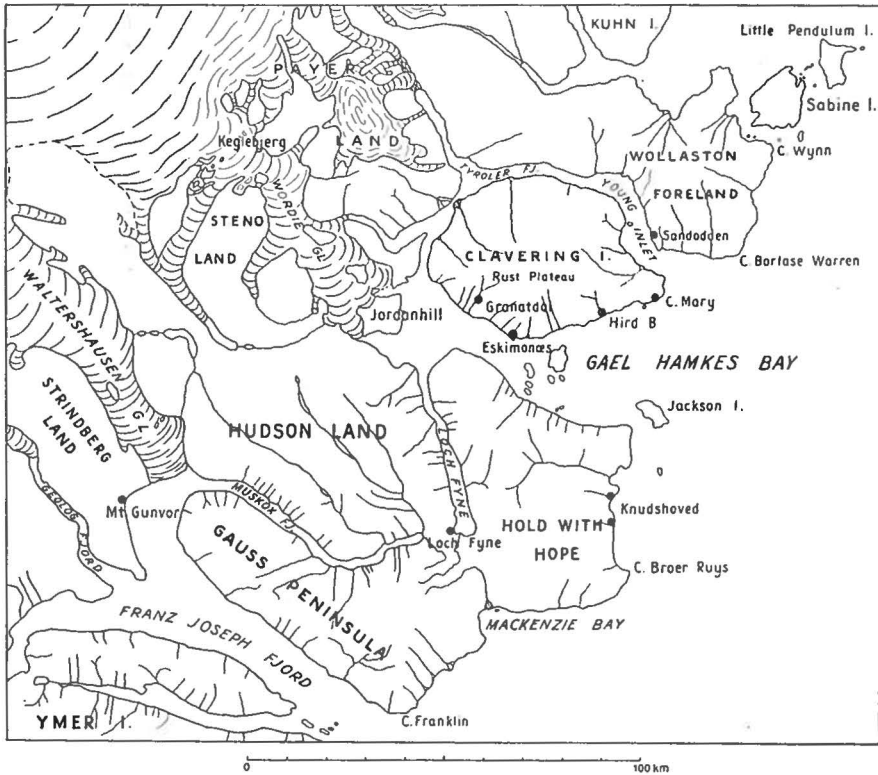 KUHN I.
Little Pendulum I.
PAYER
Sabine I.
Keglebjerg
LAND
WOLLASTON
C. Wynn
TYROLER FJ.
WORDIE GL.
YOUNG INLET
FORELAND
STENO
LAND
Sandodden
CLAVERING I.
C. Borlase Warren
Rust Plateau
WALTERSHAUSEN GL.
Jordanhill
Granatdal
C. Mary
Hird B
Eskimonæs
GAEL HAMKES BAY
STRINDBERG
LAND
Jackson I.
HUDSON LAND
LOCH FYNE
MUSKOX FJ.
GEOLOG FJORD
Mt Gunvor
Knudshoved
GAUSS
PENINSULA
Loch Fyne
HOLD WITH
HOPE
C. Broer Ruys
FRANZ JOSEPH FJORD
MACKENZIE BAY
YMER I.
C. Franklin
0 100 km